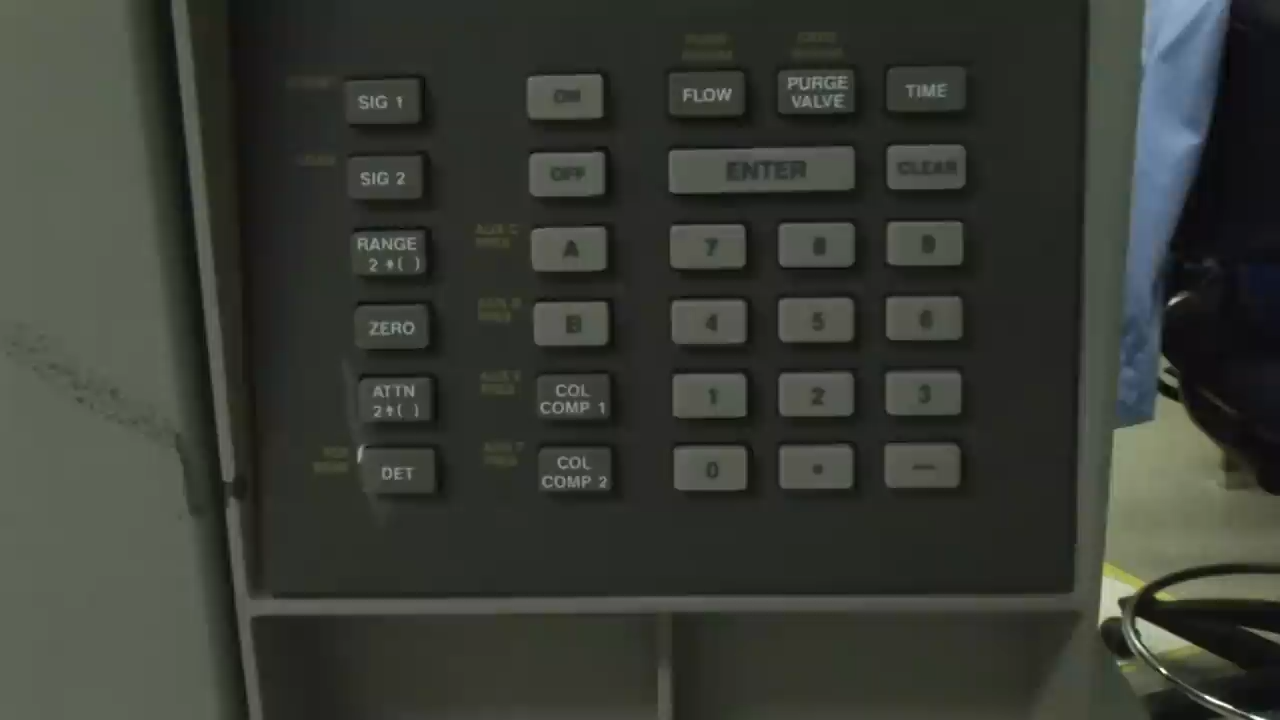 SIG 1
ON
FLOW
PURGE
VALVE
TIME
SIG 2
OFF
ENTER
CLEAR
RANGE
2↑( )
A
7
8
9
ZERO
B
4
5
6
ATTN
2↑( )
COL
COMP 1
1
2
3
DET
COL
COMP 2
0
•
—